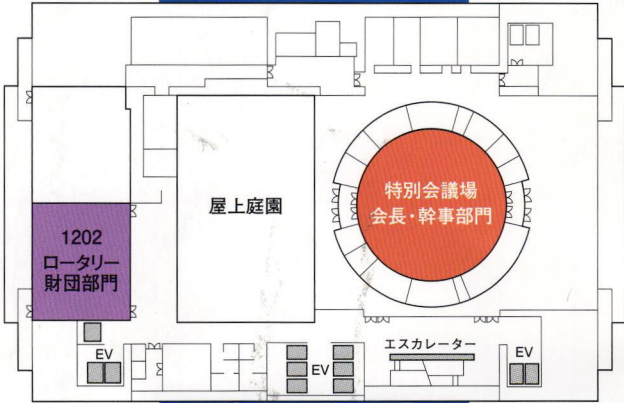 特別会議場
会長・幹事部門
屋上庭園
1202
ロータリー
財団部門
エスカレーター
EV
EV
EV